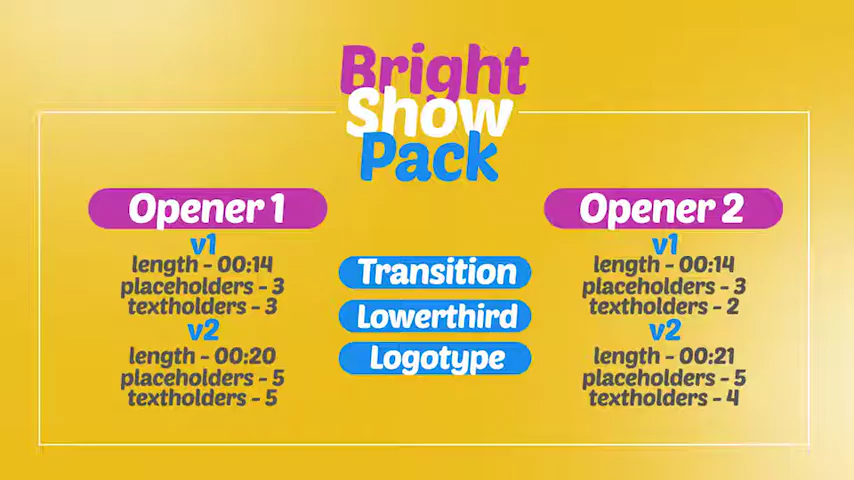 Bright
Show
Pack
Opener 1
v1
length - 00:14
placeholders - 3
textholders - 3
v2
length - 00:20
placeholders - 5
textholders - 5
Transition
Lowerthird
Logotype
Opener 2
v1
length - 00:14
placeholders - 3
textholders - 2
v2
length - 00:21
placeholders - 5
textholders - 4